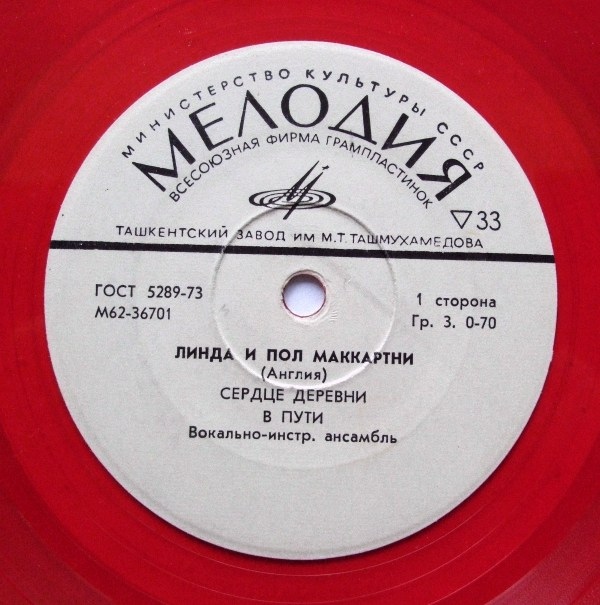 МИНИСТЕРСТВО КУЛЬТУРЫ СССР
МЕЛОДИЯ
ВСЕСОЮЗНАЯ ФИРМА ГРАМПЛАСТИНОК
▽33
ТАШКЕНТСКИЙ ЗАВОД ИМ М.Т. ТАШМУХАМЕДОВА
ГОСТ 5289-73
М62-36701
1 сторона
Гр. 3. 0-70
ЛИНДА И ПОЛ МАККАРТНИ
(Англия)
СЕРДЦЕ ДЕРЕВНИ
В ПУТИ
Вокально-инстр. ансамбль